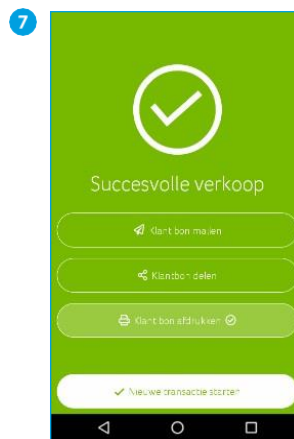 7
Succesvolle verkoop
Klant bon mailen
Klantbon delen
Klant bon afdrukken
Nieuwe transactie starten